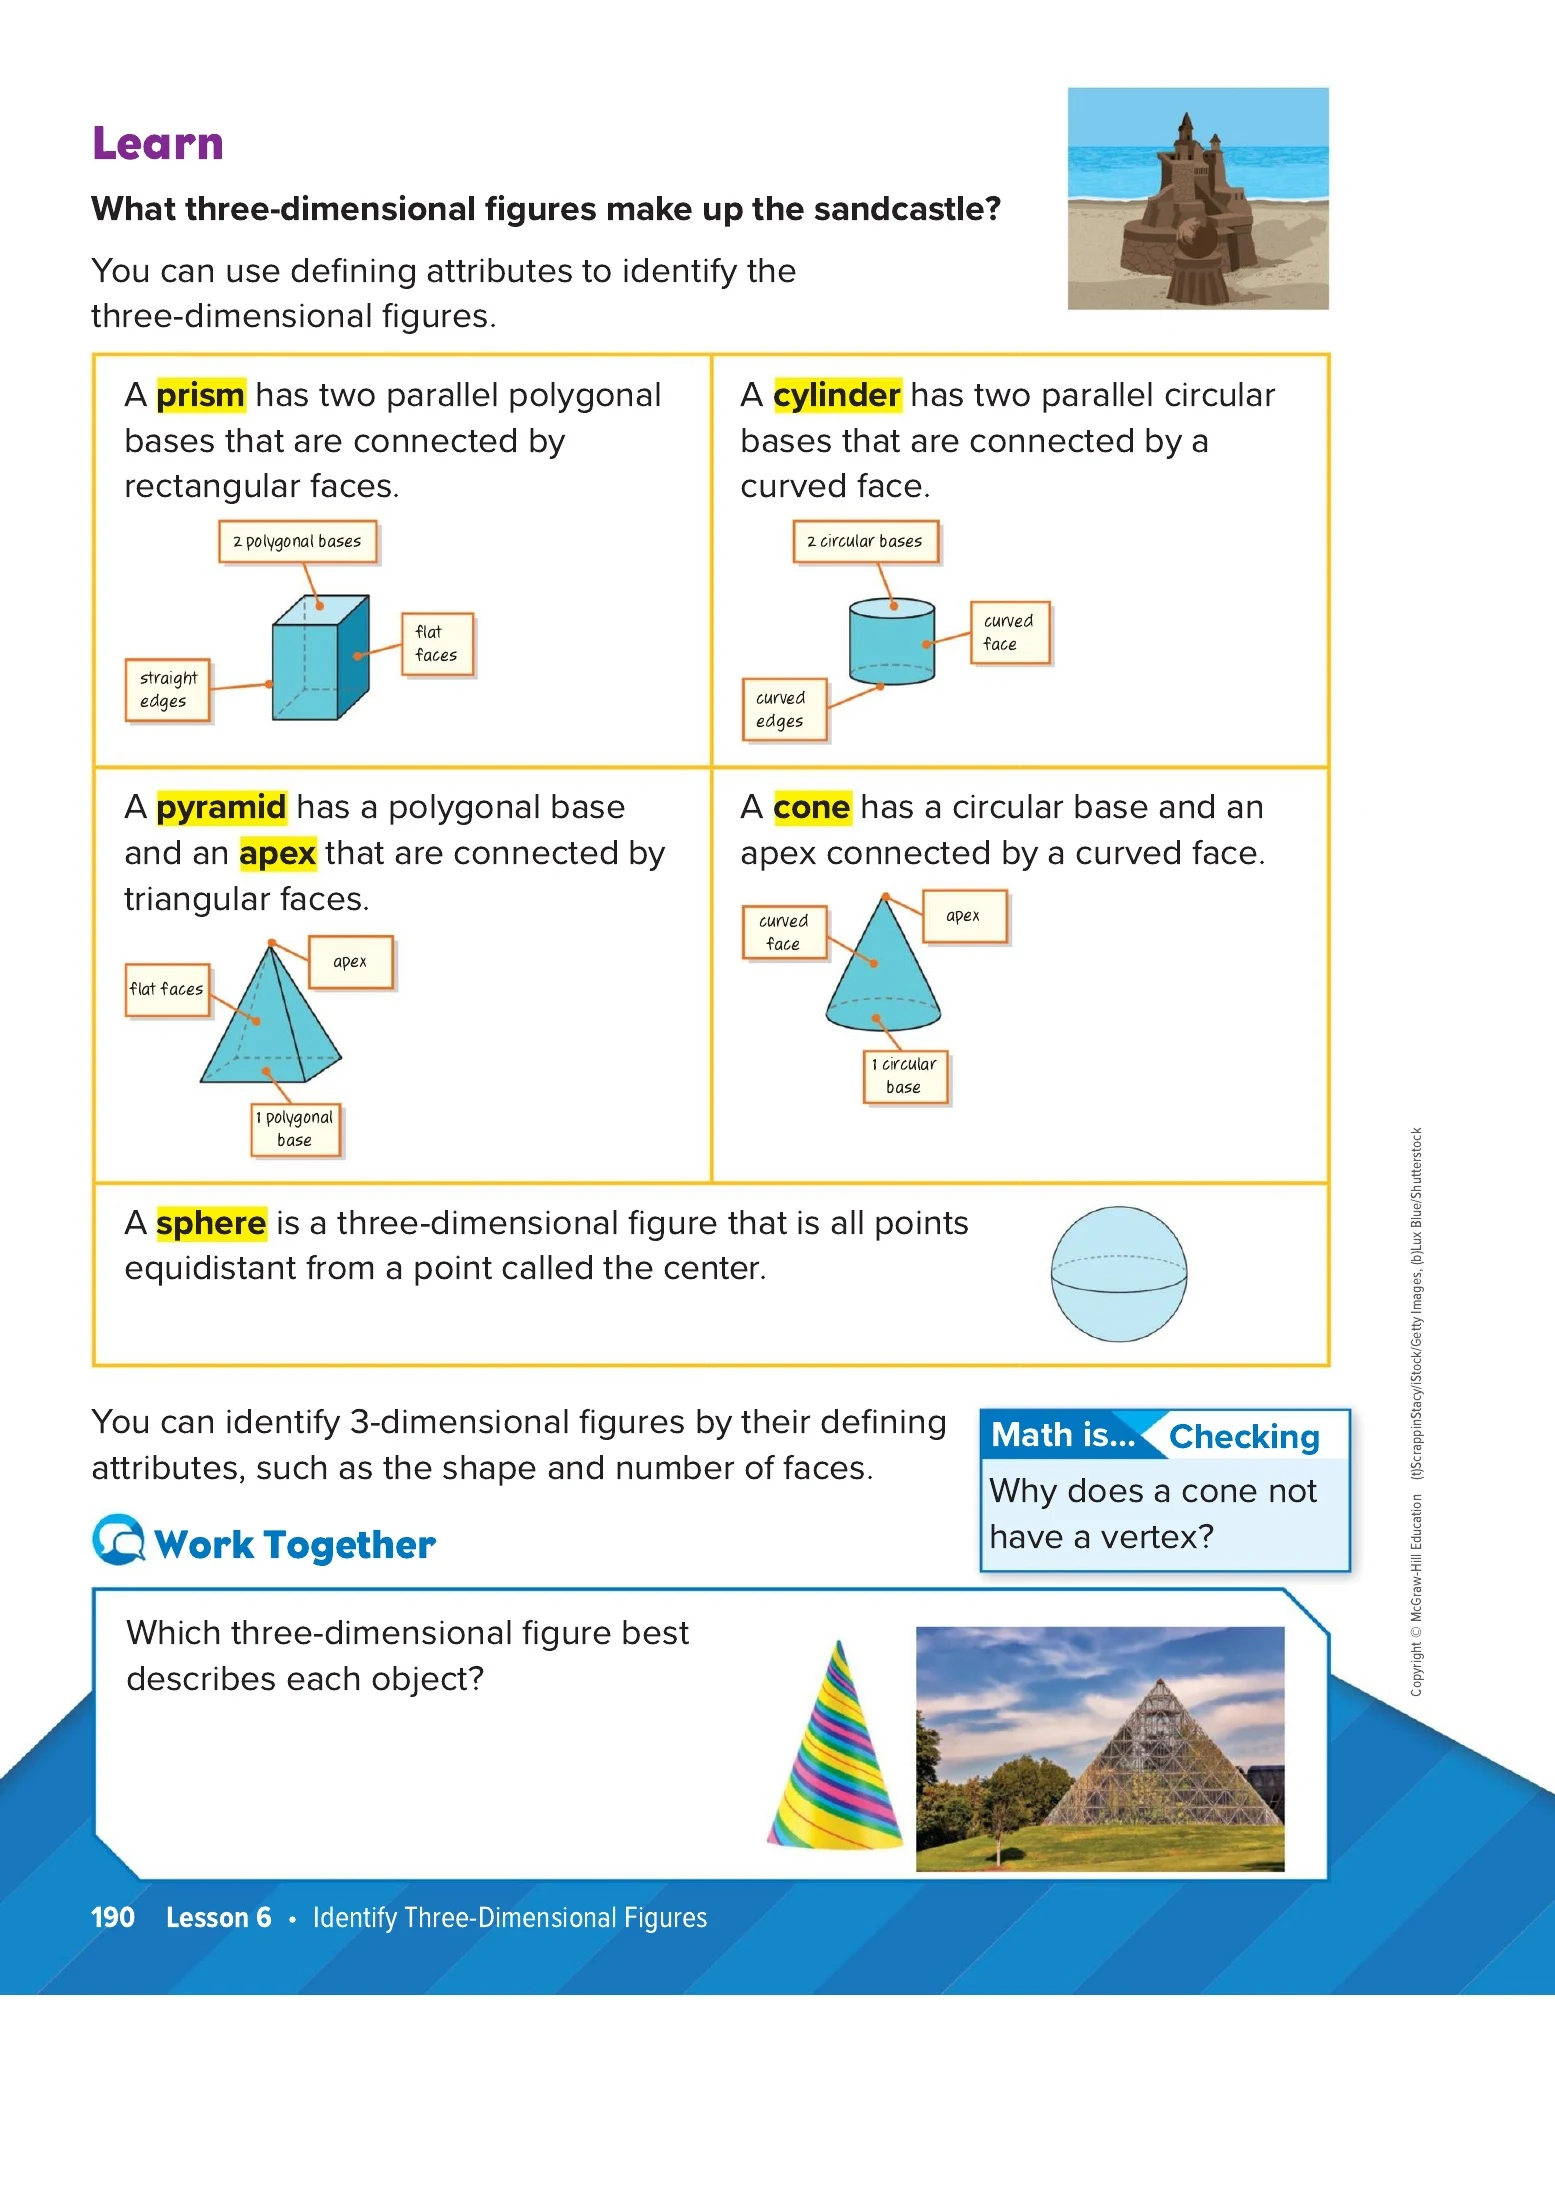 Learn
What three-dimensional figures make up the sandcastle?
You can use defining attributes to identify the
three-dimensional figures.
A prism has two parallel polygonal
bases that are connected by
rectangular faces.
2 polygonal bases
flat
faces
straight
edges
A cylinder has two parallel circular
bases that are connected by a
curved face.
2 circular bases
curved
face
curved
edges
A pyramid has a polygonal base
and an apex that are connected by
triangular faces.
apex
flat faces
1 polygonal
base
A cone has a circular base and an
apex connected by a curved face.
curved
face
apex
1 circular
base
A sphere is a three-dimensional figure that is all points
equidistant from a point called the center.
You can identify 3-dimensional figures by their defining
attributes, such as the shape and number of faces.
Math is... Checking
Why does a cone not
have a vertex?
Work Together
Which three-dimensional figure best
describes each object?
190 Lesson 6 • Identify Three-Dimensional Figures
Copyright © McGraw-Hill Education (t)ScrappinStacy/iStock/Getty Images, (b)Lux Blue/Shutterstock